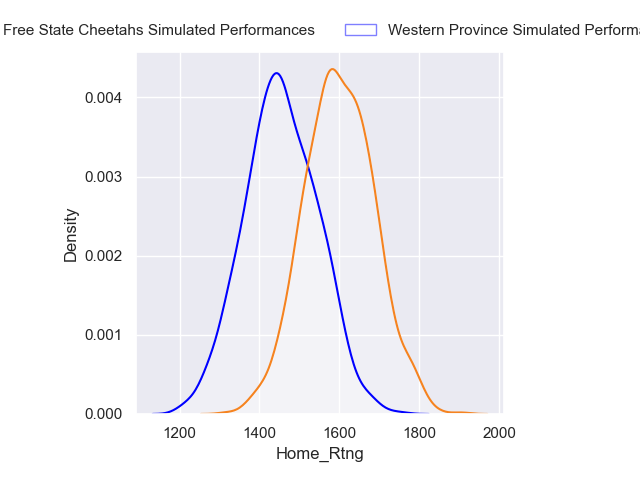 Free State Cheetahs Simulated Performances Western Province Simulated Performa
0.004
0.003
0.002
0.001
0.000
Density
1200 1400 1600 1800 2000
Home_Rtng